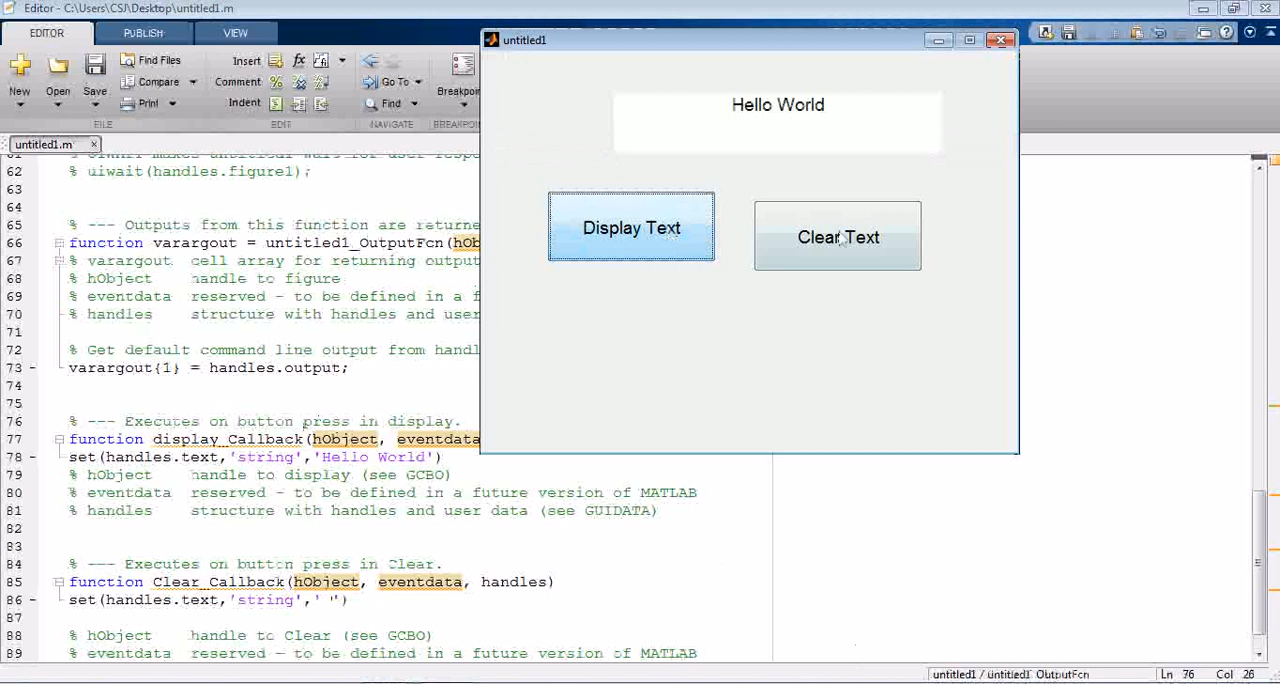 Editor - C:\Users\CSJ\Desktop\untitled1.m
EDITOR PUBLISH VIEW
New Open Save
Find Files
Compare
Print
FILE
Insert
Comment
Indent
EDIT
Go To
Find
NAVIGATE
Breakpoi
BREAKP
untitled1.m
untitled1
Hello World
Display Text
Clear Text
62 % uiwait(handles.figure1);
63
64
65 % --- Outputs from this function are returne
66 function varargout = untitled1_OutputFcn(hOb
67 % varargout cell array for returning output
68 % hObject handle to figure
69 % eventdata reserved - to be defined in a f
70 % handles structure with handles and user
71
72 % Get default command line output from handl
73 - varargout{1} = handles.output;
74
75
76 % --- Executes on button press in display.
77 function display_Callback(hObject, eventdata
78 - set(handles.text,'string','Hello World')
79 % hObject handle to display (see GCBO)
80 % eventdata reserved - to be defined in a future version of MATLAB
81 % handles structure with handles and user data (see GUIDATA)
82
83
84 % --- Executes on button press in Clear.
85 function Clear_Callback(hObject, eventdata, handles)
86 - set(handles.text,'string',' ')
87
88 % hObject handle to Clear (see GCBO)
89 % eventdata reserved - to be defined in a future version of MATLAB
untitled1 / untitled1_OutputFcn Ln 76 Col 26